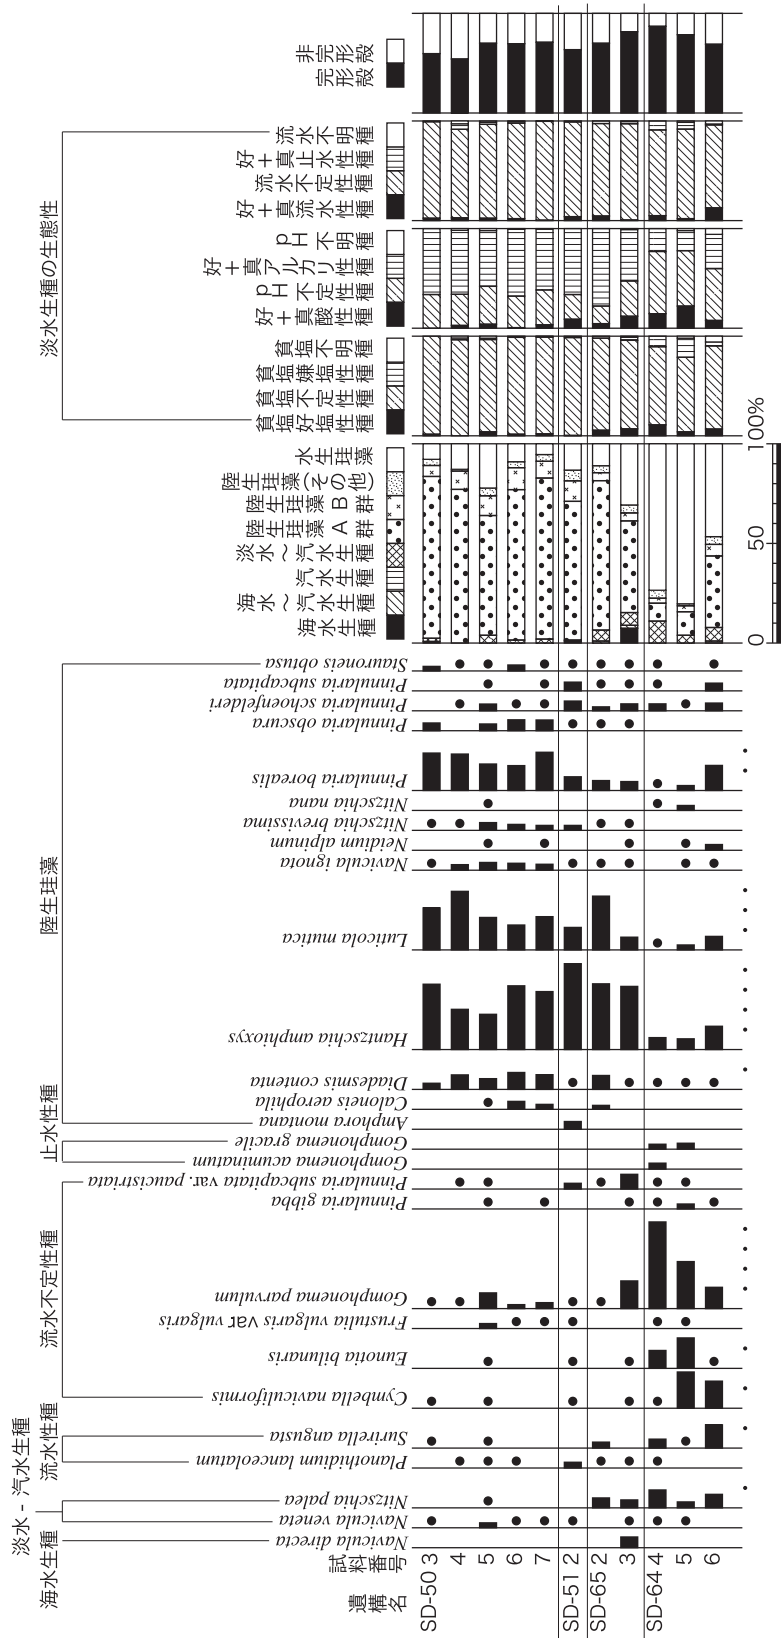 海水生種
淡水 - 汽水生種
流水性種
流水不定性種
止水性種
陸生珪藻
淡水生種の生態性
遺構名
試料番号
Navicula directa
Navicula veneta
Nitzschia palea
Planothidium lanceolatum
Surirella angusta
Cymbella naviculiformis
Eunotia bilunaris
Frustulia vulgaris var vulgaris
Gomphonema parvulum
Pinnularia gibba
Pinnularia subcapitata var. paucistriata
Gomphonema acuminatum
Gomphonema gracile
Amphora montana
Caloneis aerophila
Diadesmis contenta
Hantzschia amphioxys
Luticola mutica
Navicula ignota
Neidium alpinum
Nitzschia brevissima
Nitzschia nana
Pinnularia borealis
Pinnularia obscura
Pinnularia schoenfelderi
Pinnularia subcapitata
Stauroneis obtusa
海水生種
海水~汽水生種
汽水生種
淡水~汽水生種
陸生珪藻A群
陸生珪藻B群
陸生珪藻(その他)
水生珪藻
貧塩好塩性種
貧塩不定性種
貧塩嫌塩性種
貧塩不明種
好+真酸性種
pH不定性種
好+真アルカリ性種
pH不明種
好+真流水性種
流水不定性種
好+真止水性種
流水不明種
完形殻
非完形殻
SD-50 3
4
5
6
7
SD-51 2
SD-65 2
3
SD-64 4
5
6
0 50 100%